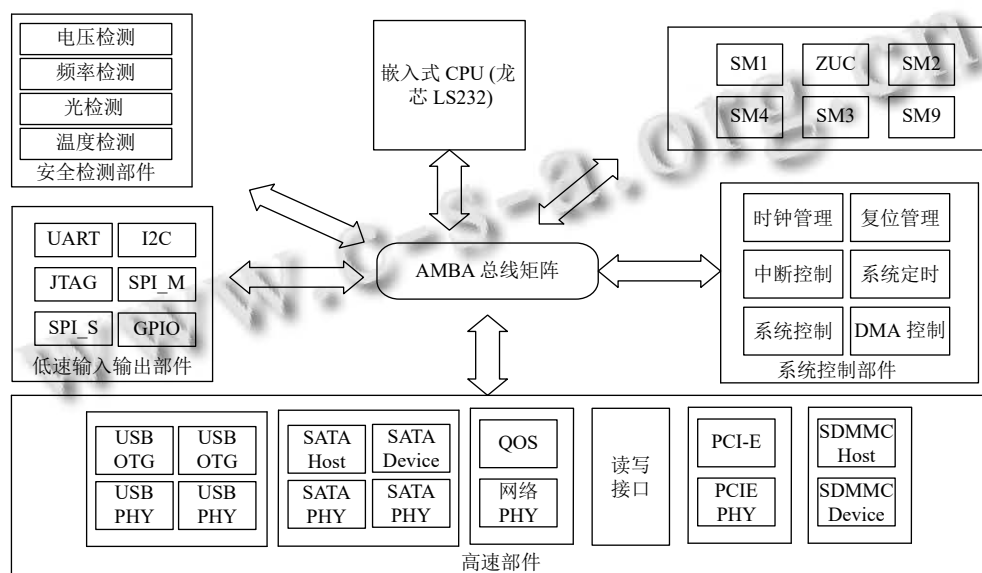 电压检测
频率检测
光检测
温度检测
安全检测部件
嵌入式 CPU (龙
芯 LS232)
SM1 ZUC SM2
SM4 SM3 SM9
UART I2C
JTAG SPI_M
SPI_S GPIO
低速输入输出部件
AMBA 总线矩阵
时钟管理 复位管理
中断控制 系统定时
系统控制 DMA 控制
系统控制部件
USB
OTG
USB
OTG
USB
PHY
USB
PHY
SATA
Host
SATA
Device
SATA
PHY
SATA
PHY
QOS
网络
PHY
读写
接口
PCI-E
PCIE
PHY
SDMMC
Host
SDMMC
Device
高速部件
www.c-s-a.org.cn